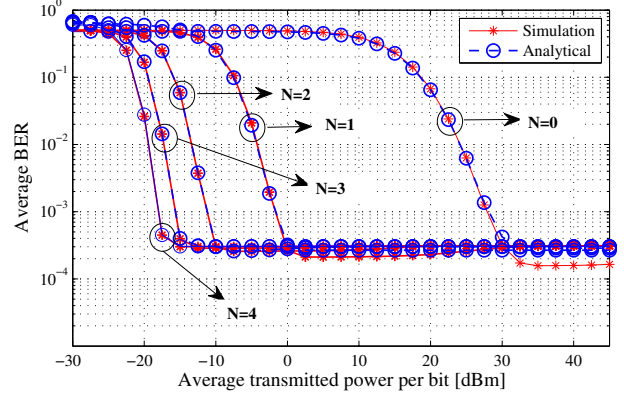 10^0
10^-1
10^-2
10^-3
10^-4
Average BER
Simulation
Analytical
N=2
N=1
N=0
N=3
N=4
-30 -20 -10 0 10 20 30 40
Average transmitted power per bit [dBm]